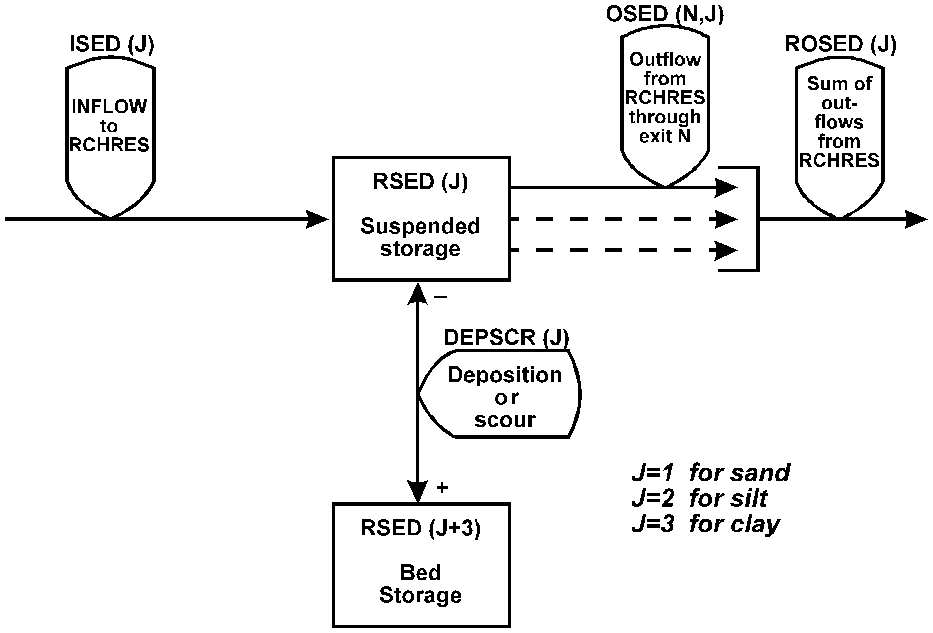 ISED (J)
INFLOW
to
RCHRES
OSED (N,J)
Outflow
from
RCHRES
through
exit N
ROSED (J)
Sum of
out-
flows
from
RCHRES
RSED (J)
Suspended
storage
–
DEPSCR (J)
Deposition
or
scour
+
RSED (J+3)
Bed
Storage
J=1 for sand
J=2 for silt
J=3 for clay